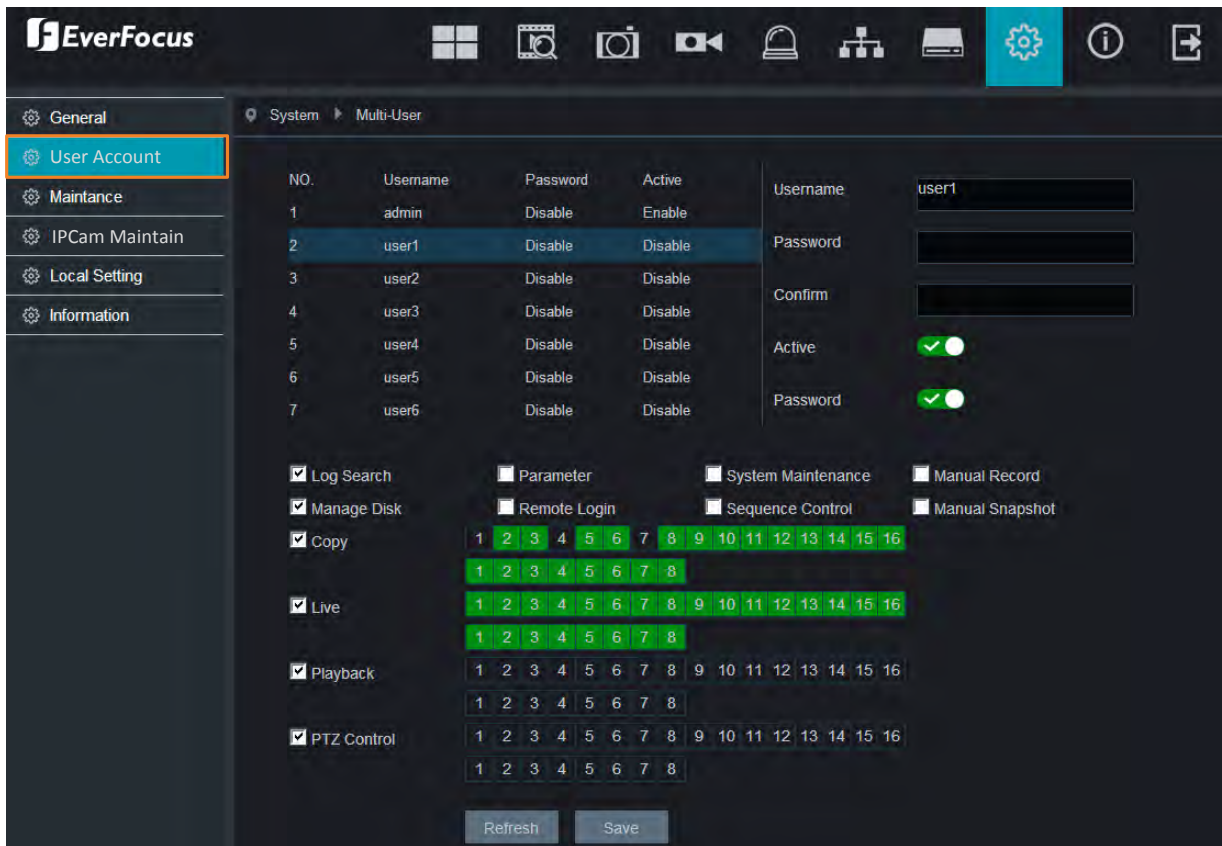 EverFocus
General
User Account
Maintance
IPCam Maintain
Local Setting
Information
System Multi-User
NO. Username Password Active
1 admin Disable Enable
2 user1 Disable Disable
3 user2 Disable Disable
4 user3 Disable Disable
5 user4 Disable Disable
6 user5 Disable Disable
7 user6 Disable Disable
Username user1
Password
Confirm
Active
Password
Log Search Parameter System Maintenance Manual Record
Manage Disk Remote Login Sequence Control Manual Snapshot
Copy 1 2 3 4 5 6 7 8 9 10 11 12 13 14 15 16
1 2 3 4 5 6 7 8
Live 1 2 3 4 5 6 7 8 9 10 11 12 13 14 15 16
1 2 3 4 5 6 7 8
Playback 1 2 3 4 5 6 7 8 9 10 11 12 13 14 15 16
1 2 3 4 5 6 7 8
PTZ Control 1 2 3 4 5 6 7 8 9 10 11 12 13 14 15 16
1 2 3 4 5 6 7 8
Refresh Save